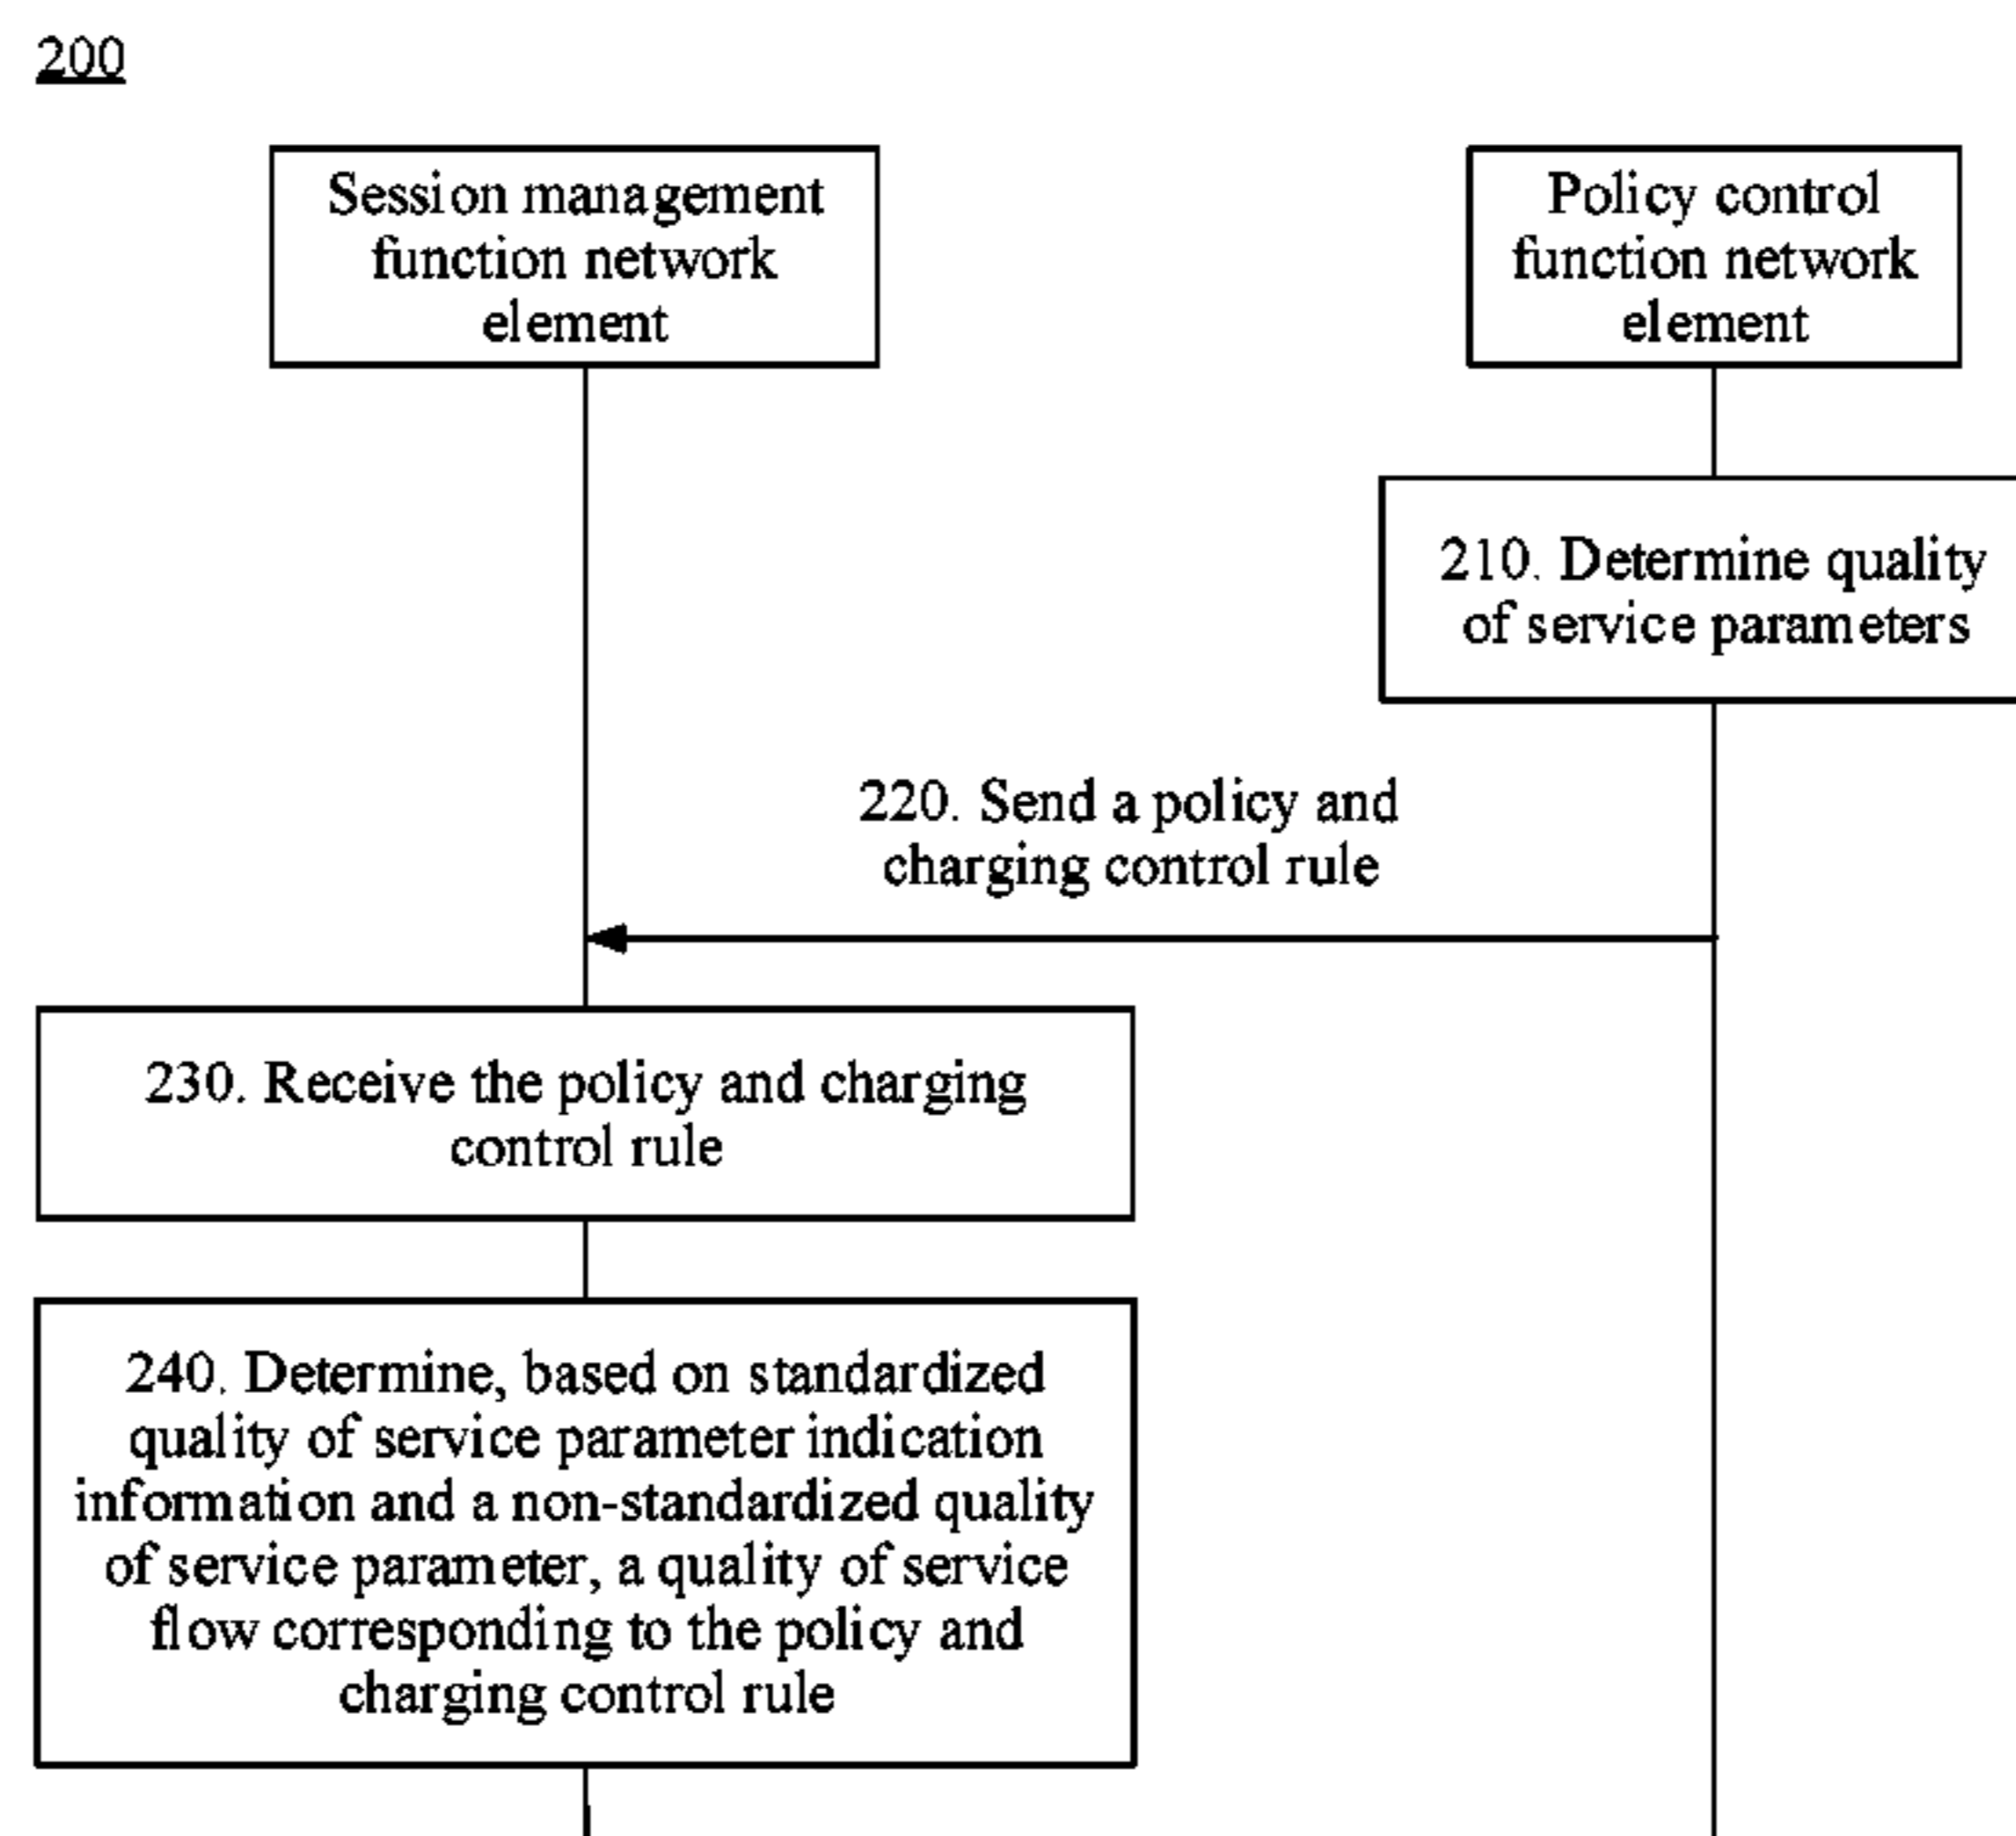 200
Session management
function network
element
Policy control
function network
element
210. Determine quality
of service parameters
220. Send a policy and
charging control rule
230. Receive the policy and charging
control rule
240. Determine, based on standardized
quality of service parameter indication
information and a non-standardized quality
of service parameter, a quality of service
flow corresponding to the policy and
charging control rule